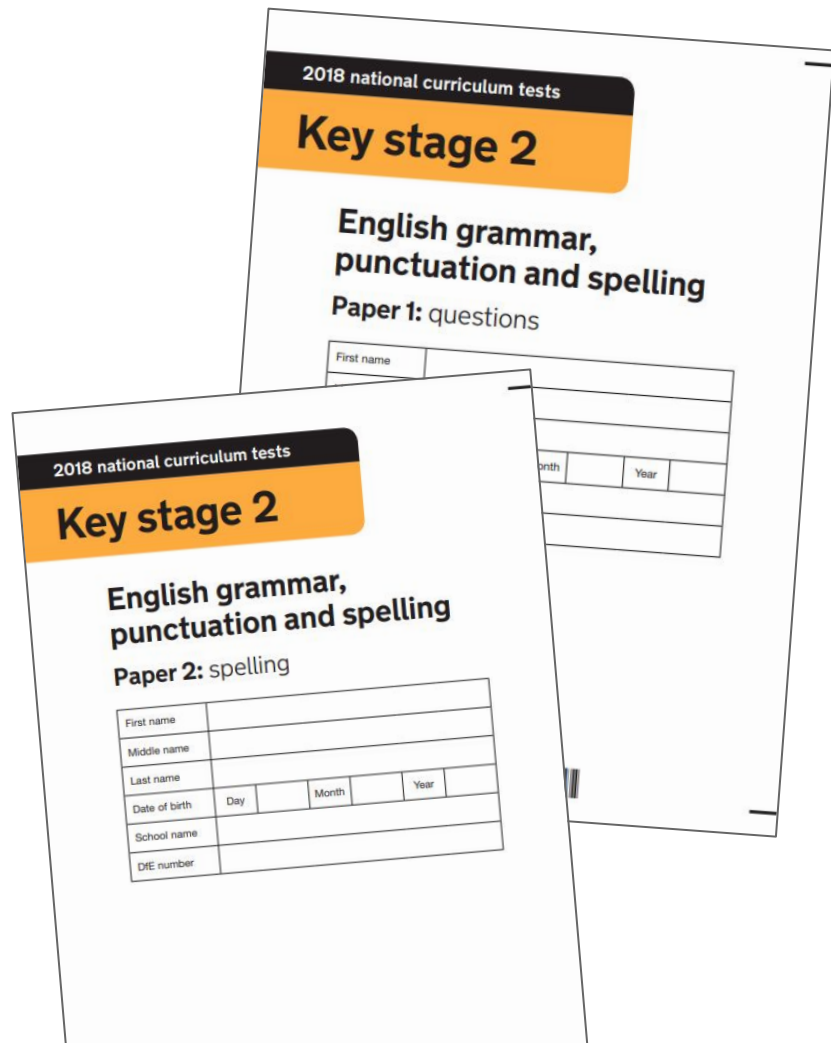 2018 national curriculum tests
Key stage 2
English grammar,
punctuation and spelling
Paper 1: questions
First name
Year
2018 national curriculum tests
Key stage 2
English grammar,
punctuation and spelling
Paper 2: spelling
First name
Middle name
Last name
Date of birth Day Month Year
School name
DfE number